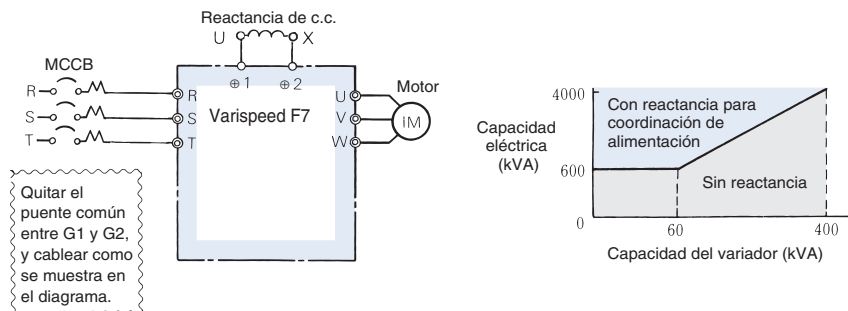 Reactancia de c.c.
U X
MCCB
⊕1 ⊕2
Motor
R R U
S S Varispeed F7 V IM
T T W
Quitar el
puente común
entre G1 y G2,
y cablear como
se muestra en
el diagrama.
4000
Con reactancia para
coordinación de
alimentación
Capacidad
eléctrica
(kVA)
600
Sin reactancia
0
60 400
Capacidad del variador (kVA)